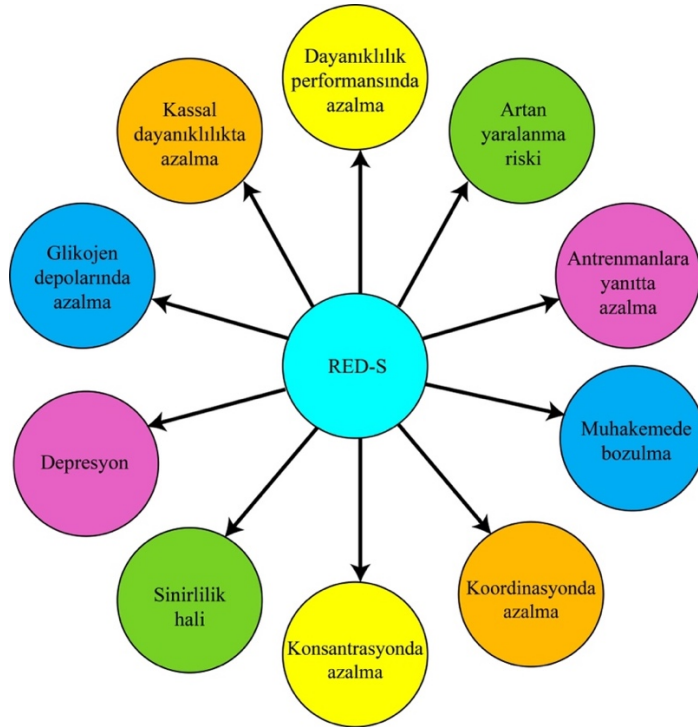 Dayanıklılık
performansında
azalma
Artan
yaralanma
riski
Antrenmanlara
yanıtta
azalma
Muhakemede
bozulma
Koordinasyonda
azalma
Konsantrasyonda
azalma
Sinirlilik
hali
Depresyon
Glikojen
depolarında
azalma
Kassal
dayanıklılıkta
azalma
RED-S